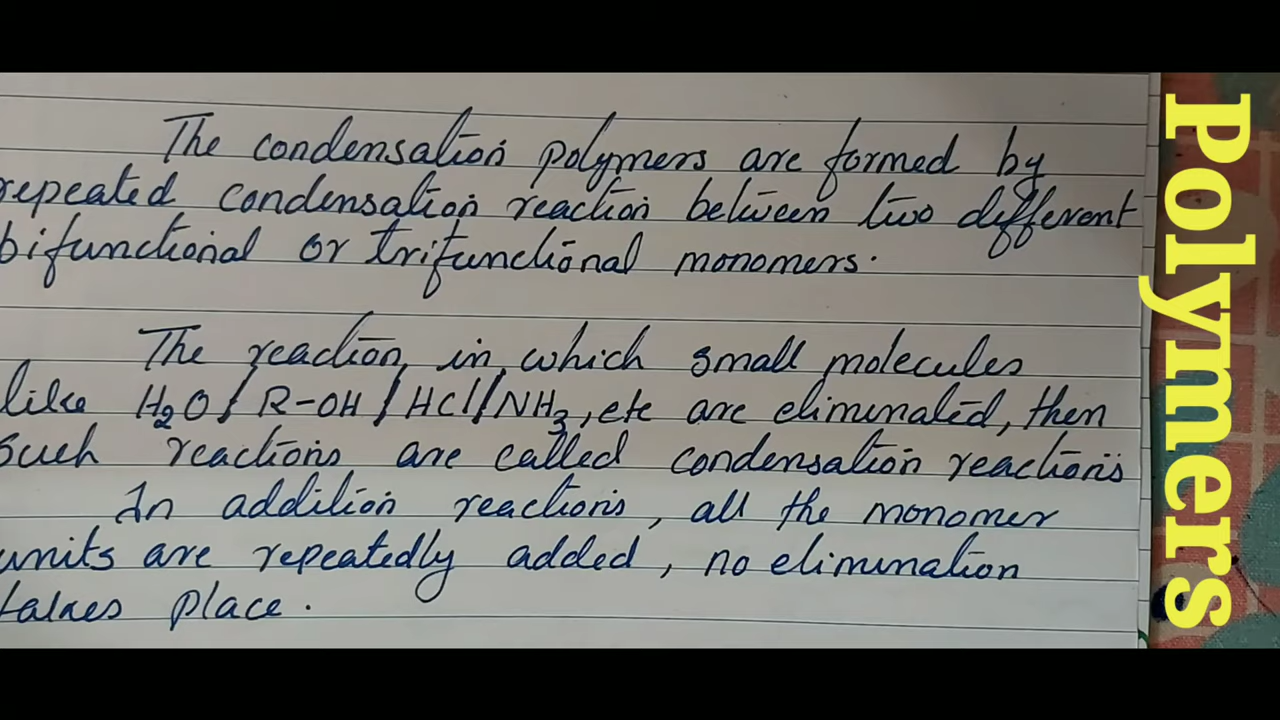 The condensation polymers are formed by
repeated condensation reaction between two different
bifunctional or trifunctional monomers.
The reaction, in which small molecules
like H₂O / R-OH / HCl / NH₃, etc are eliminated, then
such reactions are called condensation reactions
In addition reactions, all the monomer
units are repeatedly added, no elimination
takes place.
Polymers